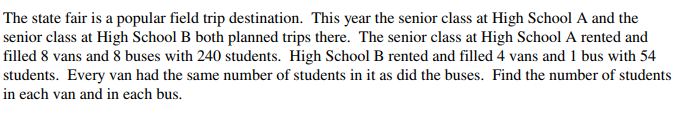 The state fair is a popular field trip destination.  This year the senior class at High School A and the
senior class at High School B both planned trips there.  The senior class at High School A rented and
filled 8 vans and 8 buses with 240 students.  High School B rented and filled 4 vans and 1 bus with 54
students.  Every van had the same number of students in it as did the buses.  Find the number of students
in each van and in each bus.